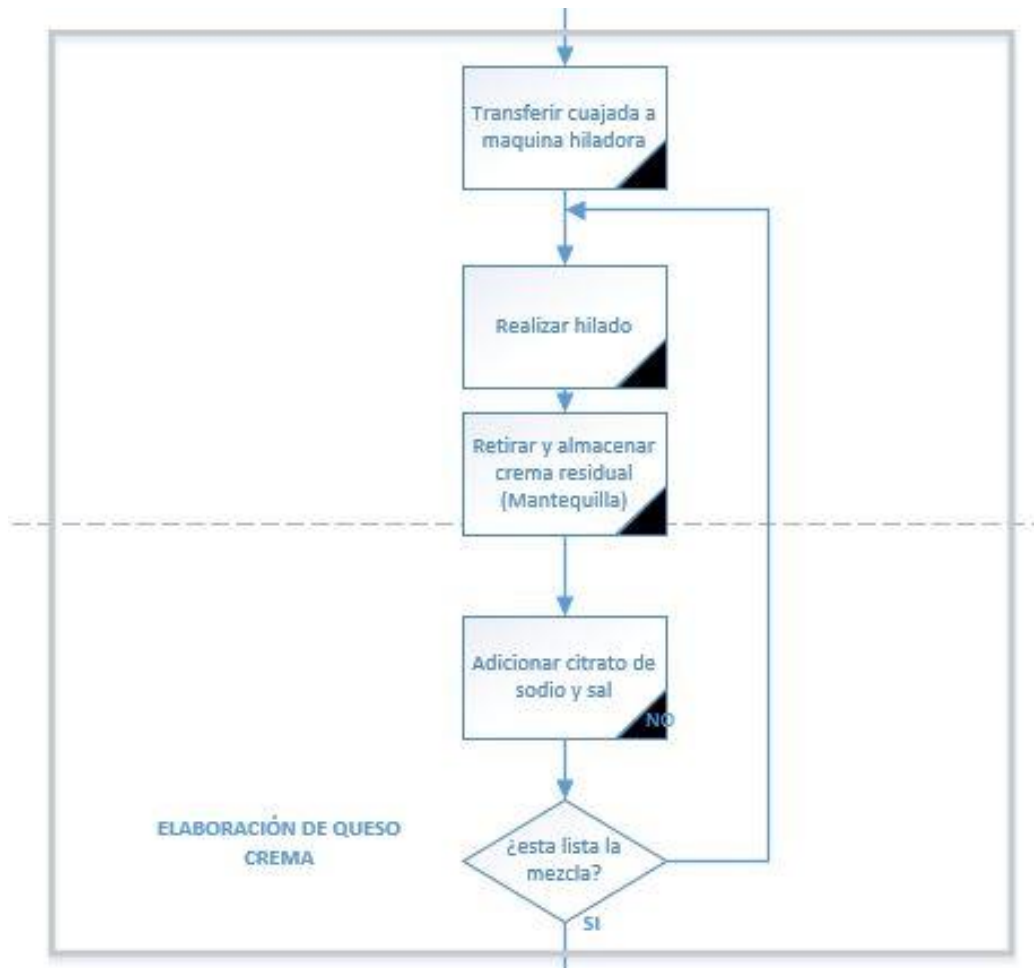 Transferir cuajada a
maquina hiladora
Realizar hilado
Retirar y almacenar
crema residual
(Mantequilla)
Adicionar citrato de
sodio y sal
NO
ELABORACIÓN DE QUESO
CREMA
¿esta lista la
mezcla?
SI